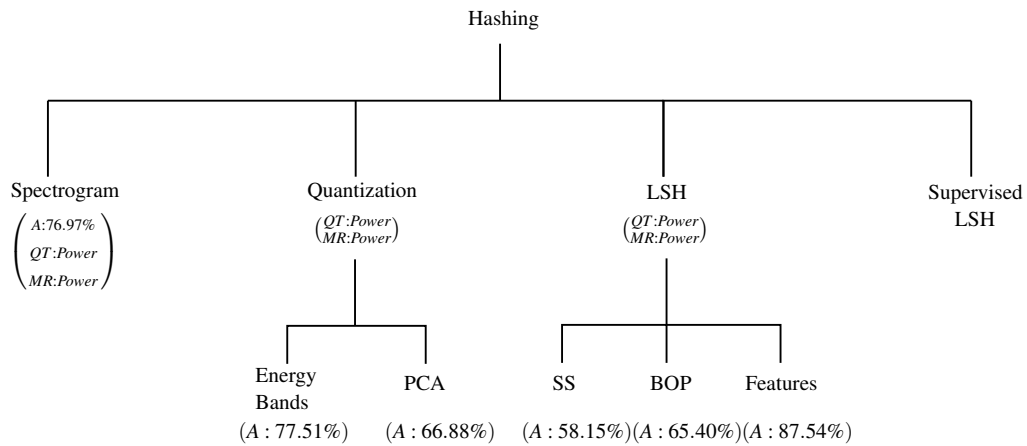 Hashing
Spectrogram
A:76.97%
QT:Power
MR:Power
Quantization
(QT:Power
MR:Power)
LSH
(QT:Power
MR:Power)
Supervised
LSH
Energy
Bands
(A : 77.51%)
PCA
(A : 66.88%)
SS
(A : 58.15%)
BOP
(A : 65.40%)
Features
(A : 87.54%)